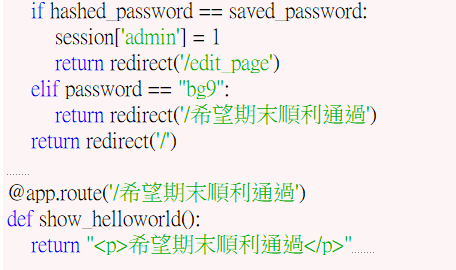 if hashed_password == saved_password:
session['admin'] = 1
return redirect('/edit_page')
elif password == "bg9":
return redirect('/希望期末順利通過')
return redirect('/')
@app.route('/希望期末順利通過')
def show_helloworld():
return "<p>希望期末順利通過</p>"